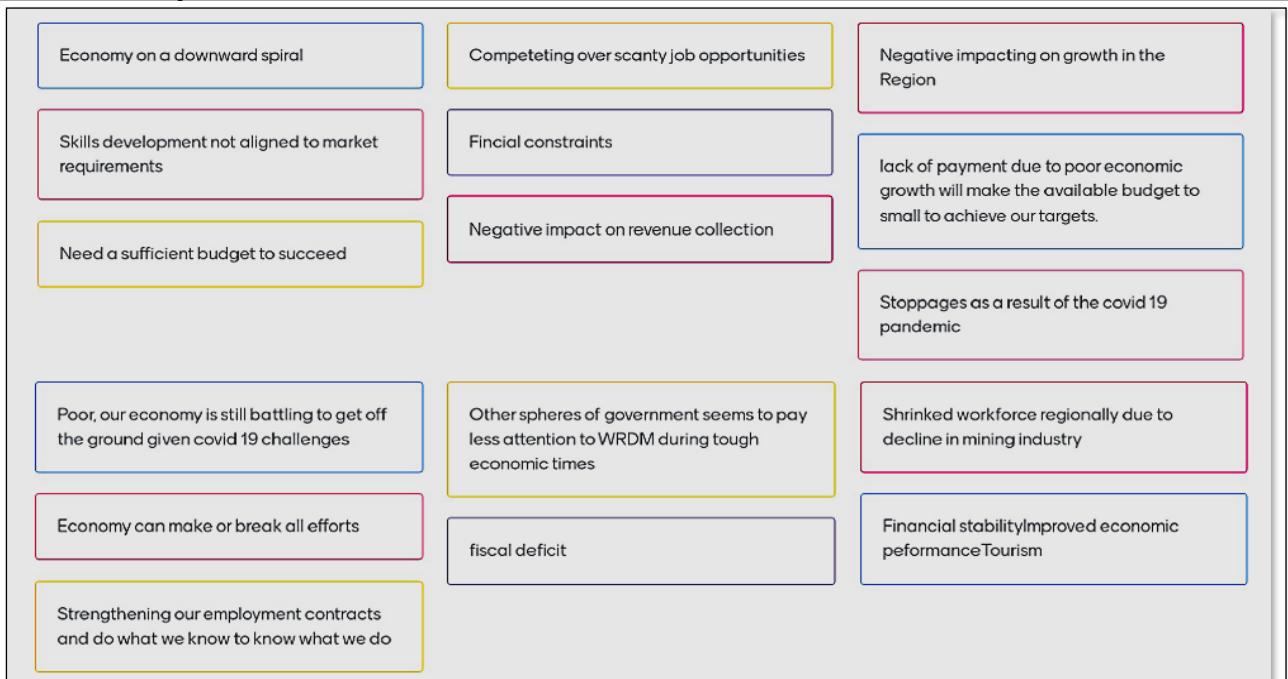 Economy on a downward spiral
Skills development not aligned to market
requirements
Need a sufficient budget to succeed
Competeting over scanty job opportunities
Fincial constraints
Negative impact on revenue collection
Negative impacting on growth in the
Region
lack of payment due to poor economic
growth will make the available budget to
small to achieve our targets.
Stoppages as a result of the covid 19
pandemic
Poor, our economy is still battling to get off
the ground given covid 19 challenges
Economy can make or break all efforts
Strengthening our employment contracts
and do what we know to know what we do
Other spheres of government seems to pay
less attention to WRDM during tough
economic times
fiscal deficit
Shrinked workforce regionally due to
decline in mining industry
Financial stabilityImproved economic
peformanceTourism